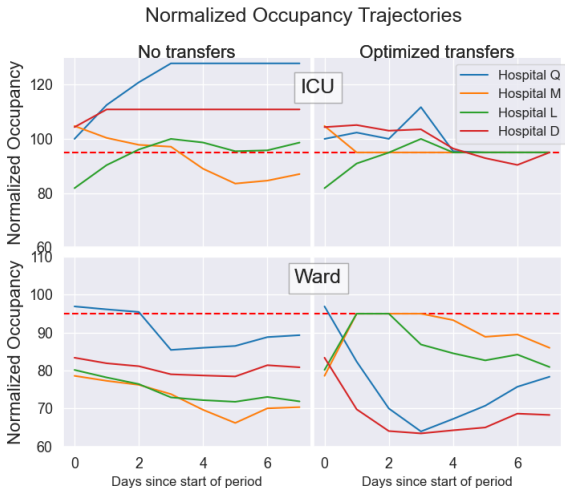 Normalized Occupancy Trajectories
No transfers
Optimized transfers
ICU
Hospital Q
Hospital M
Hospital L
Hospital D
Normalized Occupancy
120
100
80
60
Ward
Normalized Occupancy
110
100
90
80
70
60
0 2 4 6
0 2 4 6
Days since start of period
Days since start of period